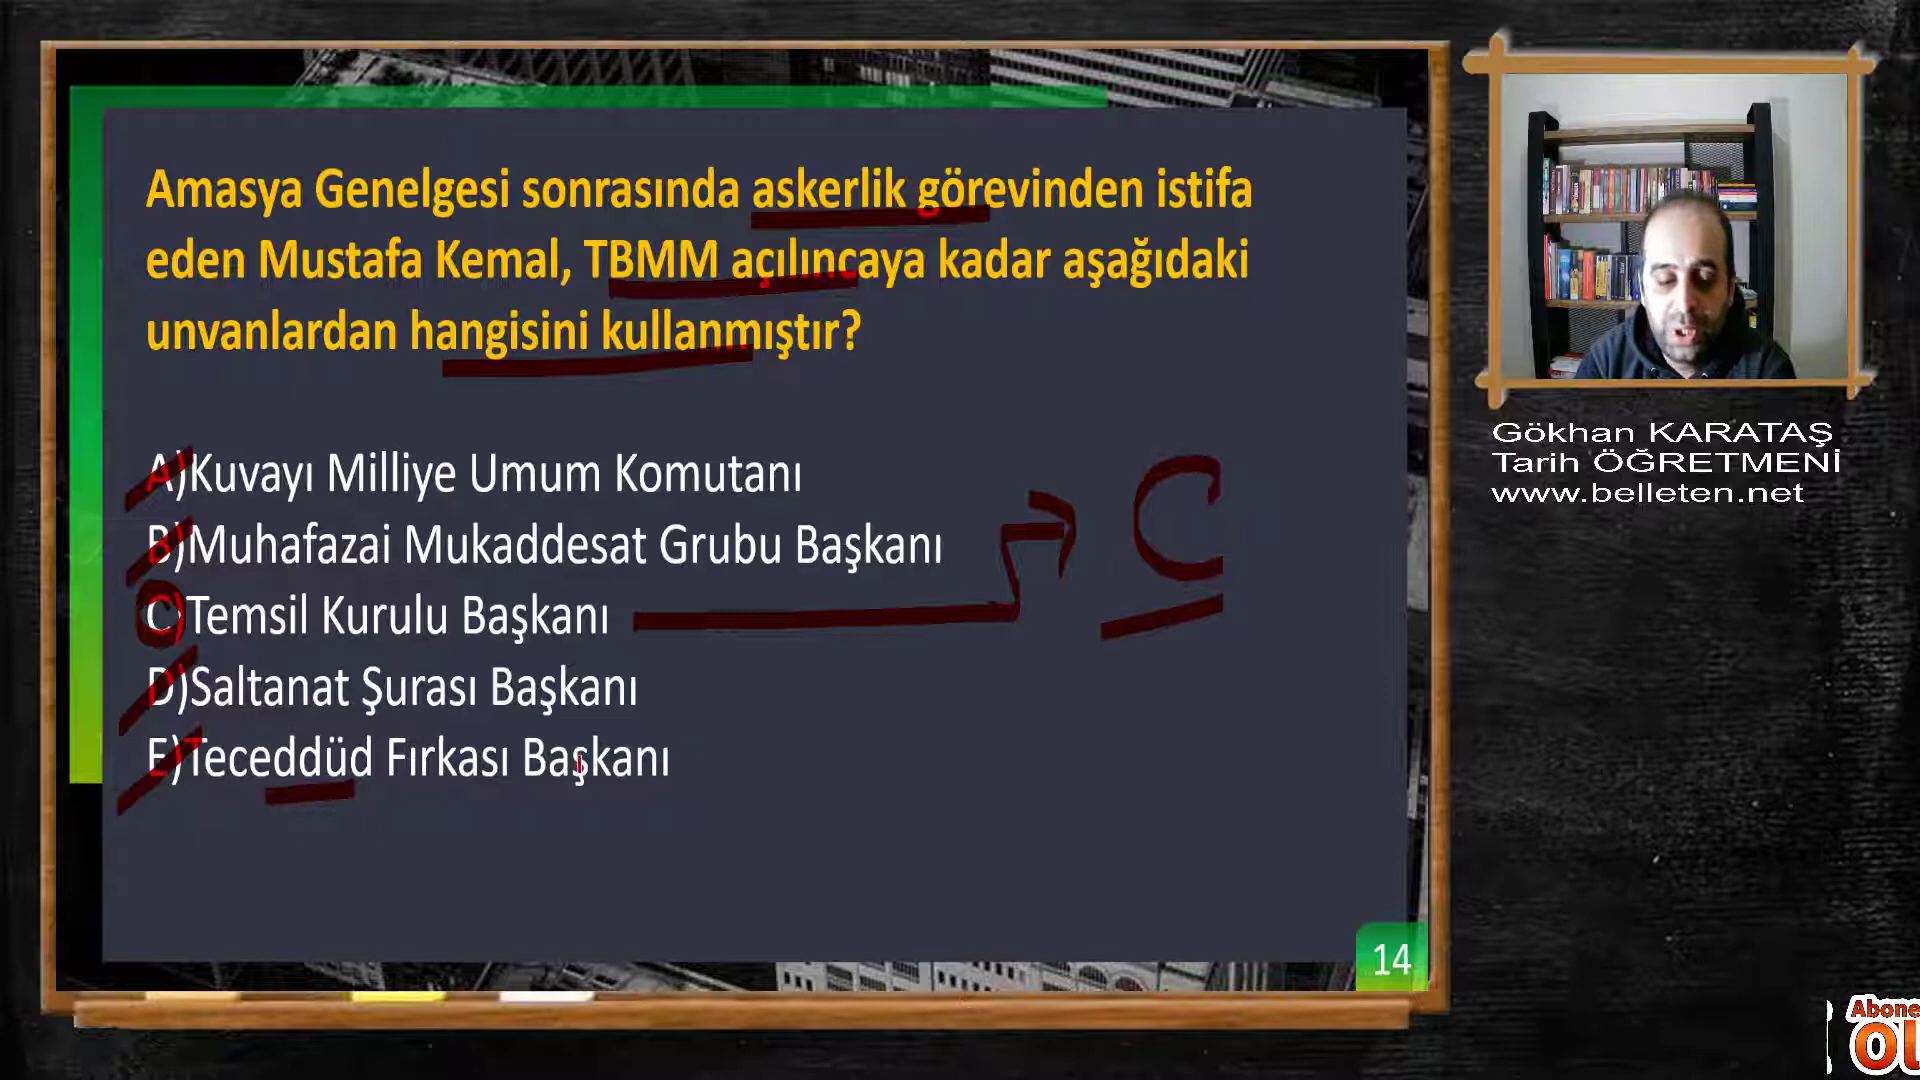 Amasya Genelgesi sonrasında askerlik görevinden istifa
eden Mustafa Kemal, TBMM açılıncaya kadar aşağıdaki
unvanlardan hangisini kullanmıştır?
A)Kuvayı Milliye Umum Komutanı
B)Muhafazai Mukaddesat Grubu Başkanı
C)Temsil Kurulu Başkanı
D)Saltanat Şurası Başkanı
E)Teceddüd Fırkası Başkanı
C
14
Gökhan KARATAŞ
Tarih ÖĞRETMENİ
www.belleten.net
Abone
Ol